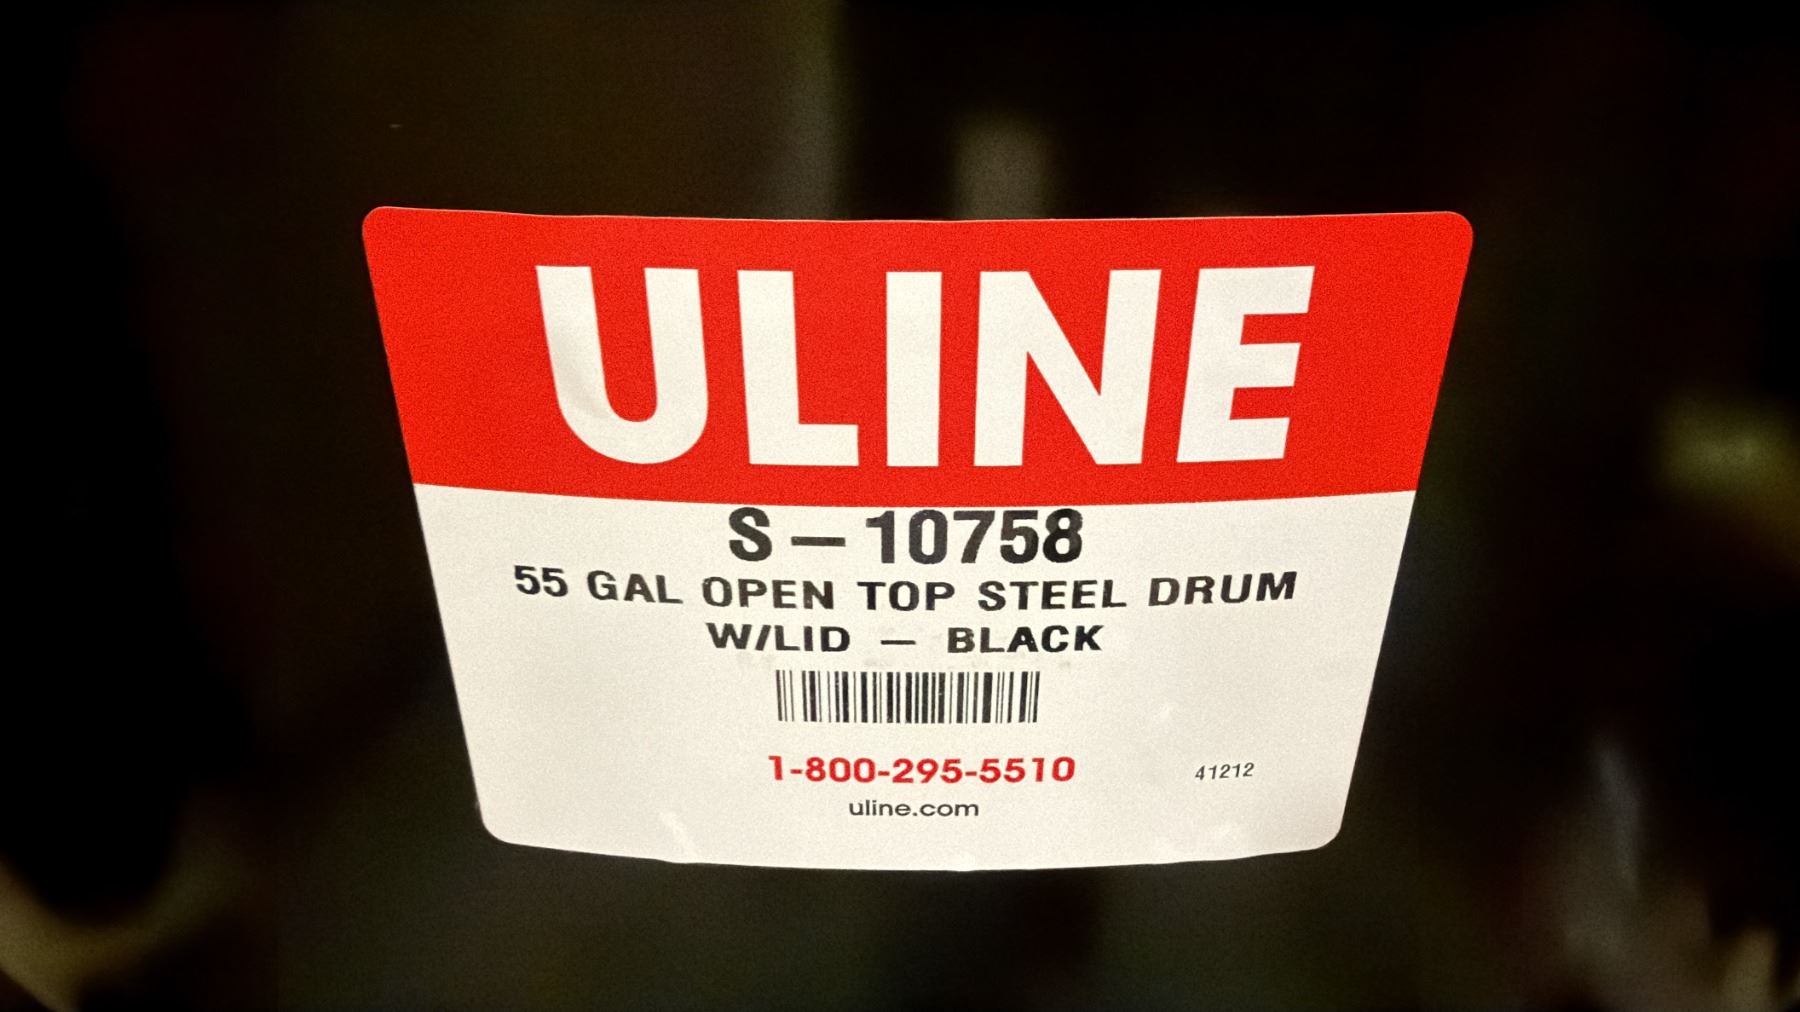 ULINE
S-10758
55 GAL OPEN TOP STEEL DRUM
W/LID - BLACK
1-800-295-5510
41212
uline.com